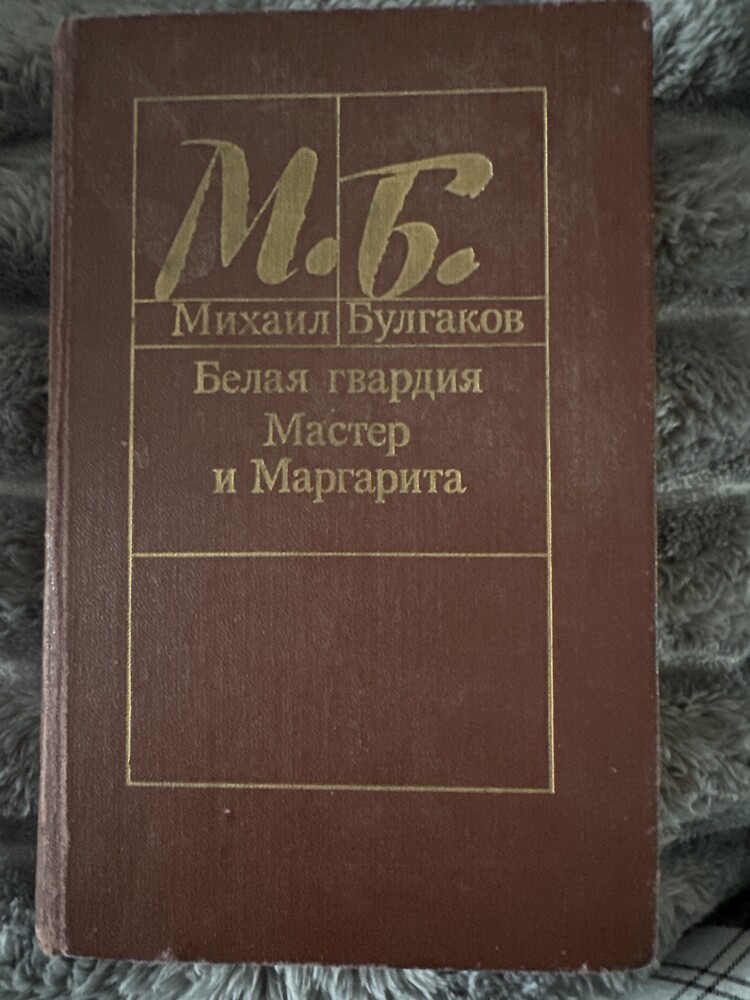 М.Б.
Михаил Булгаков
Белая гвардия
Мастер
и Маргарита